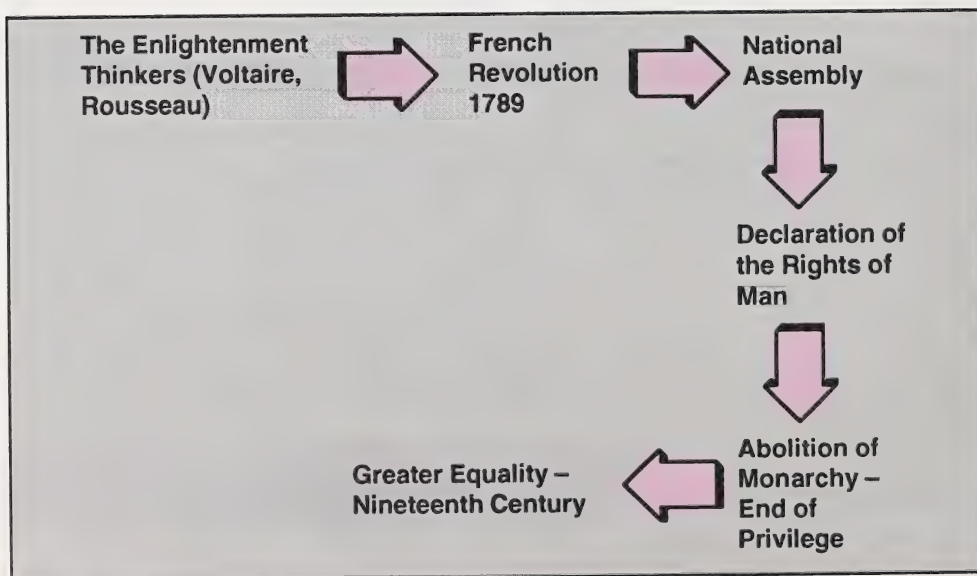 The Enlightenment
Thinkers (Voltaire,
Rousseau)
French
Revolution
1789
National
Assembly
Declaration of
the Rights of
Man
Abolition of
Monarchy –
End of
Privilege
Greater Equality –
Nineteenth Century